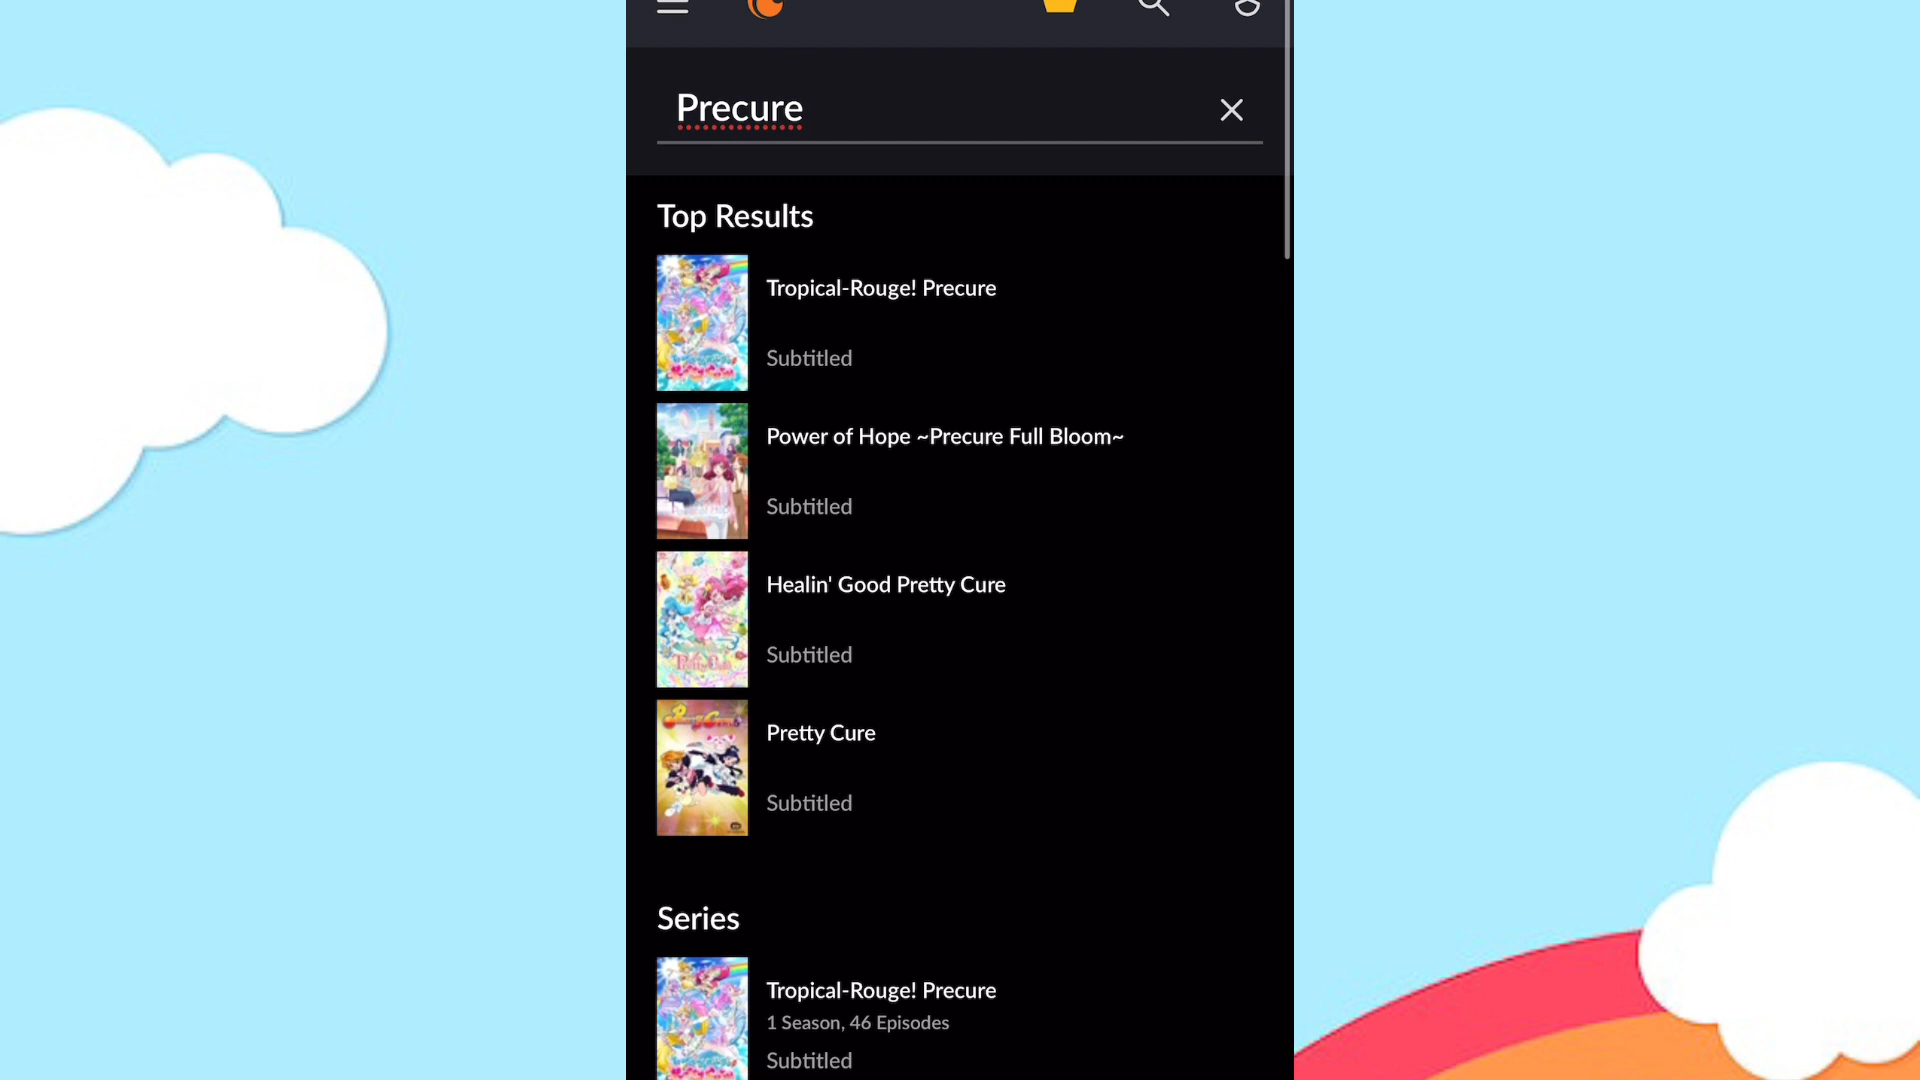 Precure
Top Results
Tropical-Rouge! Precure
Subtitled
Power of Hope ~Precure Full Bloom~
Subtitled
Healin' Good Pretty Cure
Subtitled
Pretty Cure
Subtitled
Series
Tropical-Rouge! Precure
1 Season, 46 Episodes
Subtitled